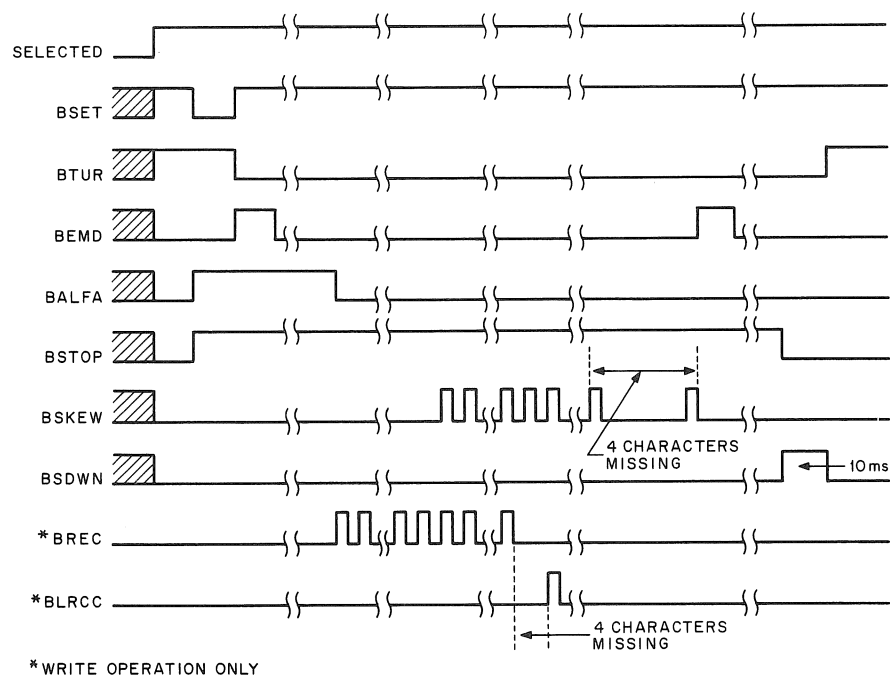 SELECTED
BSET
BTUR
BEMD
BALFA
BSTOP
BSKEW
4 CHARACTERS
MISSING
BSDWN
10 ms
*BREC
*BLRCC
4 CHARACTERS
MISSING
*WRITE OPERATION ONLY